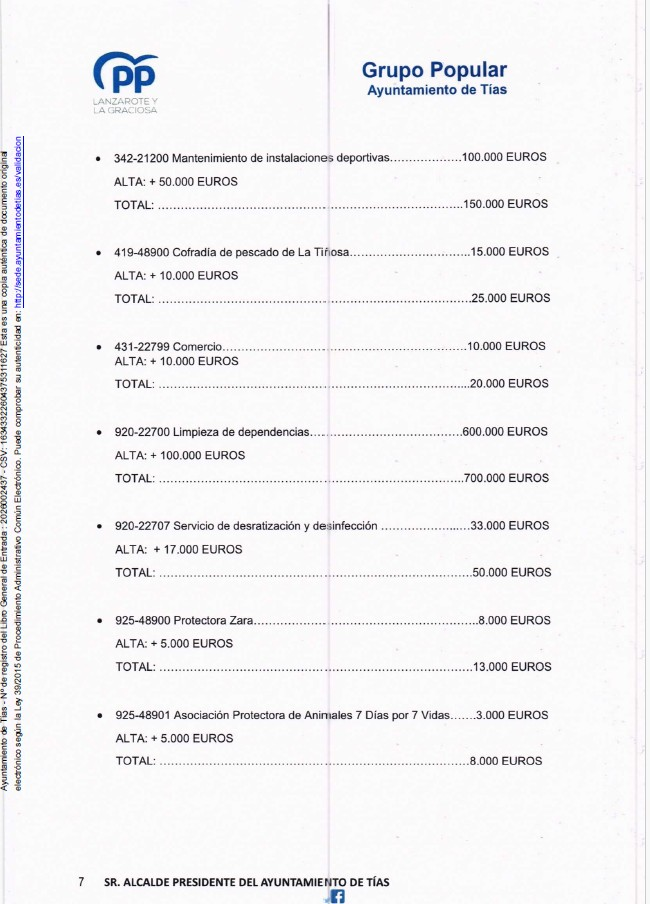 PP
LANZAROTE Y
LA GRACIOSA
Grupo Popular
Ayuntamiento de Tías
• 342-21200 Mantenimiento de instalaciones deportivas……………..100.000 EUROS
ALTA: + 50.000 EUROS
TOTAL: ………………………………………………………………………..150.000 EUROS
• 419-48900 Cofradía de pescado de La Tiñosa…………………………..15.000 EUROS
ALTA: + 10.000 EUROS
TOTAL: …………………………………………………………………………..25.000 EUROS
• 431-22799 Comercio………………………………………………………..10.000 EUROS
ALTA: + 10.000 EUROS
TOTAL: …………………………………………………………………………..20.000 EUROS
• 920-22700 Limpieza de dependencias…………………………………..600.000 EUROS
ALTA: + 100.000 EUROS
TOTAL: …………………………………………………………………………700.000 EUROS
• 920-22707 Servicio de desratización y desinfección …………………….33.000 EUROS
ALTA: + 17.000 EUROS
TOTAL: …………………………………………………………………………..50.000 EUROS
• 925-48900 Protectora Zara…………………………………………………..8.000 EUROS
ALTA: + 5.000 EUROS
TOTAL: …………………………………………………………………………..13.000 EUROS
• 925-48901 Asociación Protectora de Animales 7 Días por 7 Vidas…….3.000 EUROS
ALTA: + 5.000 EUROS
TOTAL: …………………………………………………………………………..8.000 EUROS
7 SR. ALCALDE PRESIDENTE DEL AYUNTAMIENTO DE TÍAS
Ayuntamiento de Tías - Nº de registro del Libro General de Entrada: 2026002437 - CSV: 16343322604375311627 Esta es una copia auténtica de documento original
electrónico según la Ley 39/2015 de Procedimiento Administrativo Común Electrónico. Puede comprobar su autenticidad en: http://sede.ayuntamientodetias.es/validacion